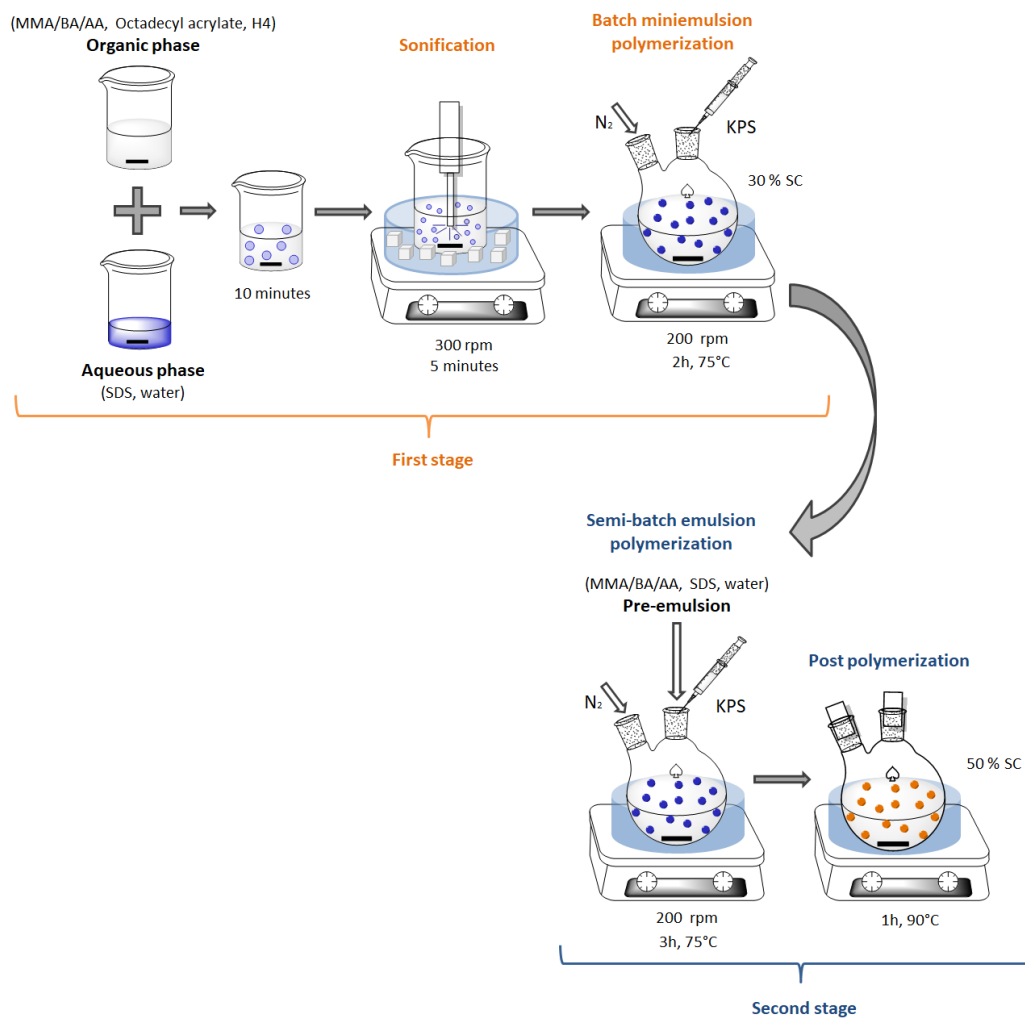 (MMA/BA/AA, Octadecyl acrylate, H4)
Organic phase
10 minutes
Aqueous phase
(SDS, water)
Sonification
300 rpm
5 minutes
Batch miniemulsion
polymerization
N₂
KPS
30 % SC
200 rpm
2h, 75°C
First stage
Semi-batch emulsion
polymerization
(MMA/BA/AA, SDS, water)
Pre-emulsion
N₂
KPS
200 rpm
3h, 75°C
Post polymerization
50 % SC
1h, 90°C
Second stage